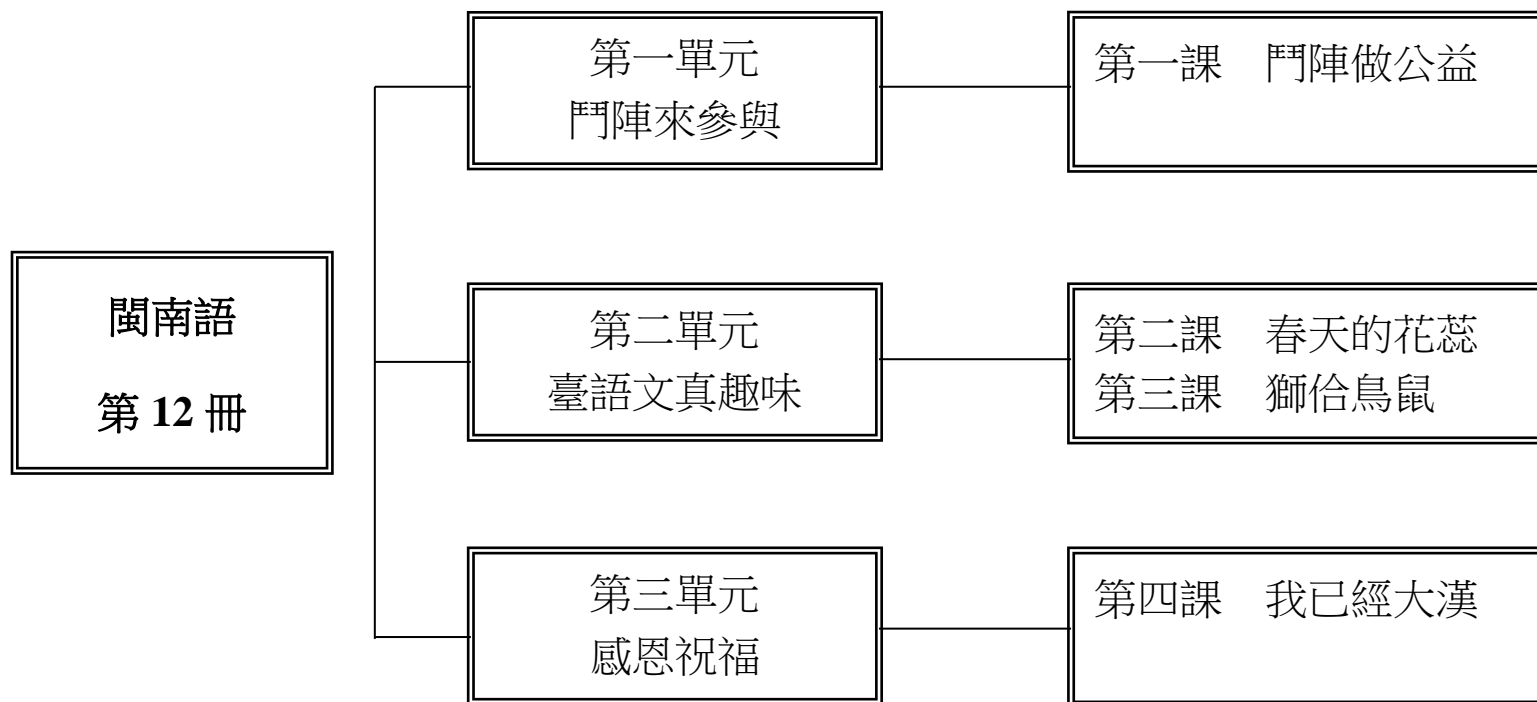 閩南語
第 12 冊
第一單元
鬥陣來參與
第一課　鬥陣做公益
第二單元
臺語文真趣味
第二課　春天的花蕊
第三課　獅佮鳥鼠
第三單元
感恩祝福
第四課　我已經大漢